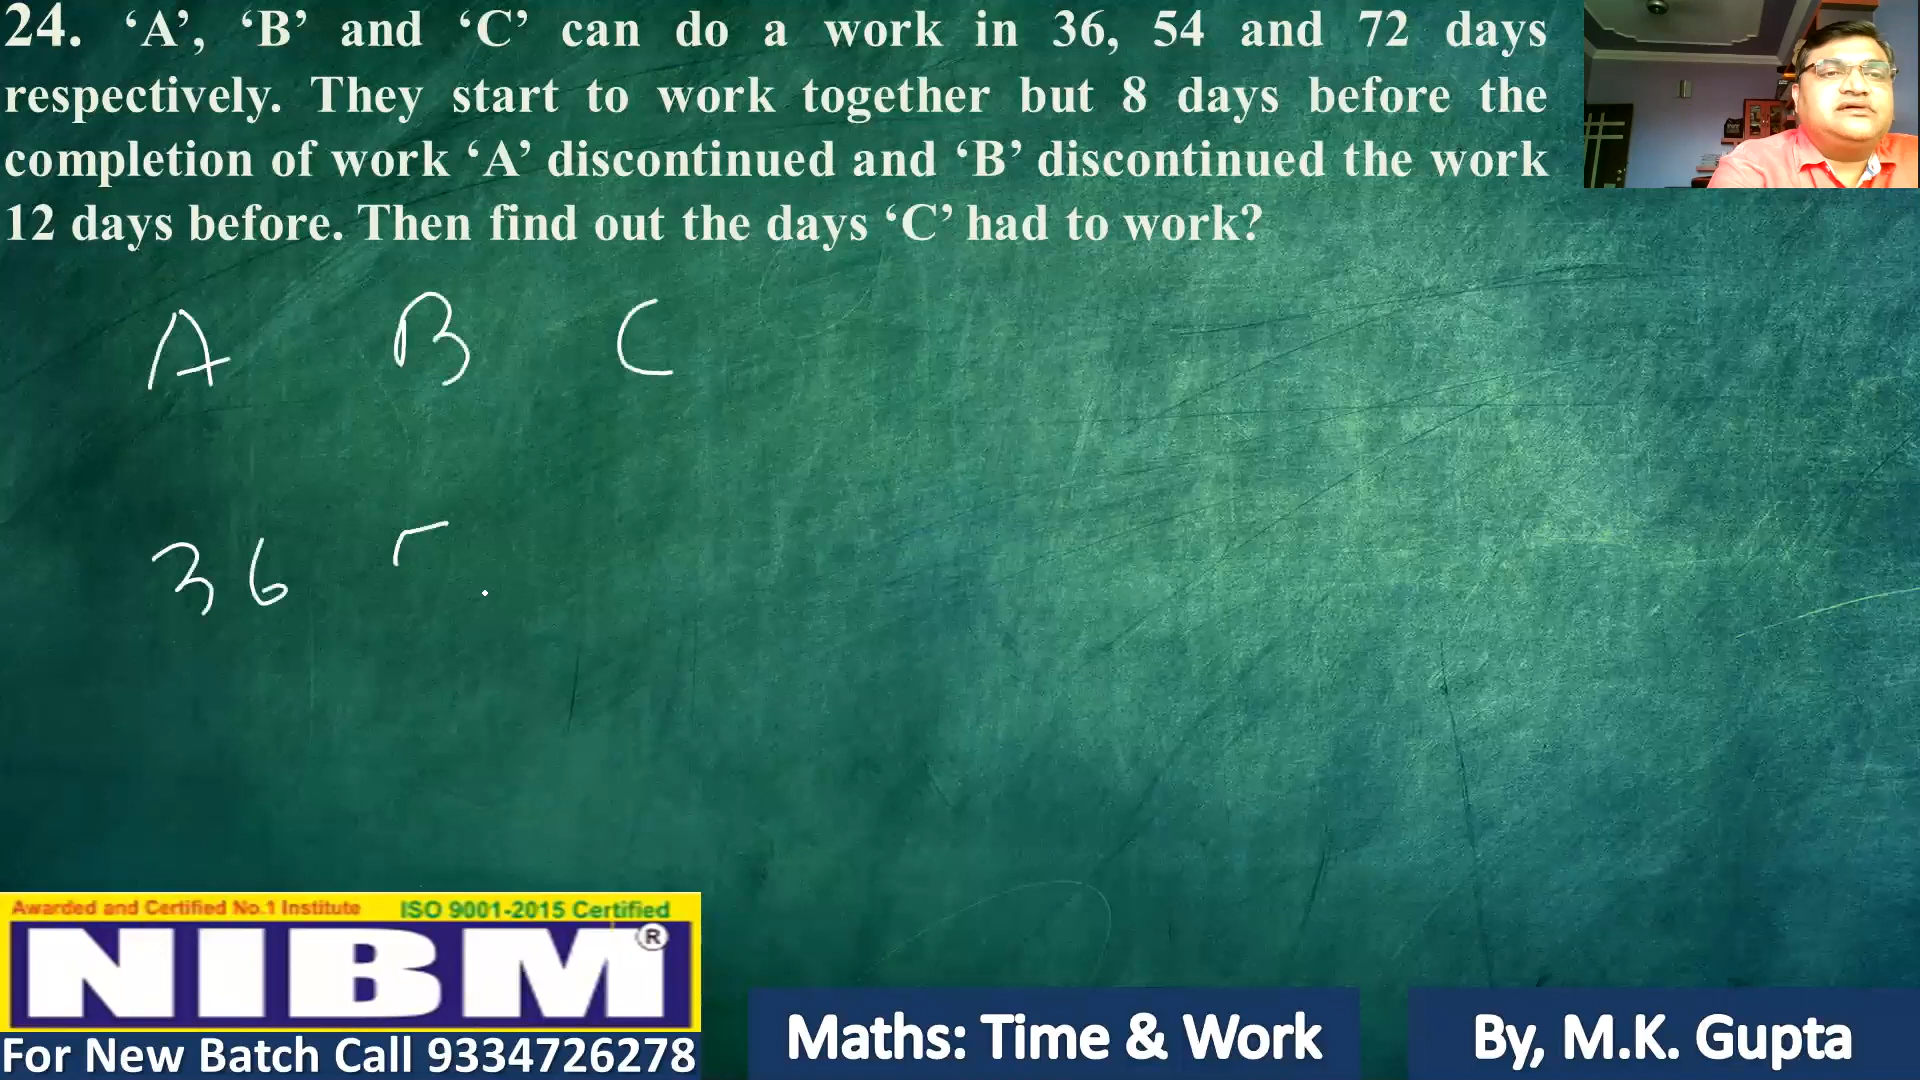 24. ‘A’, ‘B’ and ‘C’ can do a work in 36, 54 and 72 days
respectively. They start to work together but 8 days before the
completion of work ‘A’ discontinued and ‘B’ discontinued the work
12 days before. Then find out the days ‘C’ had to work?
A B C
36
Awarded and Certified No.1 Institute ISO 9001-2015 Certified
NIBM®
For New Batch Call 9334726278
Maths: Time & Work
By, M.K. Gupta